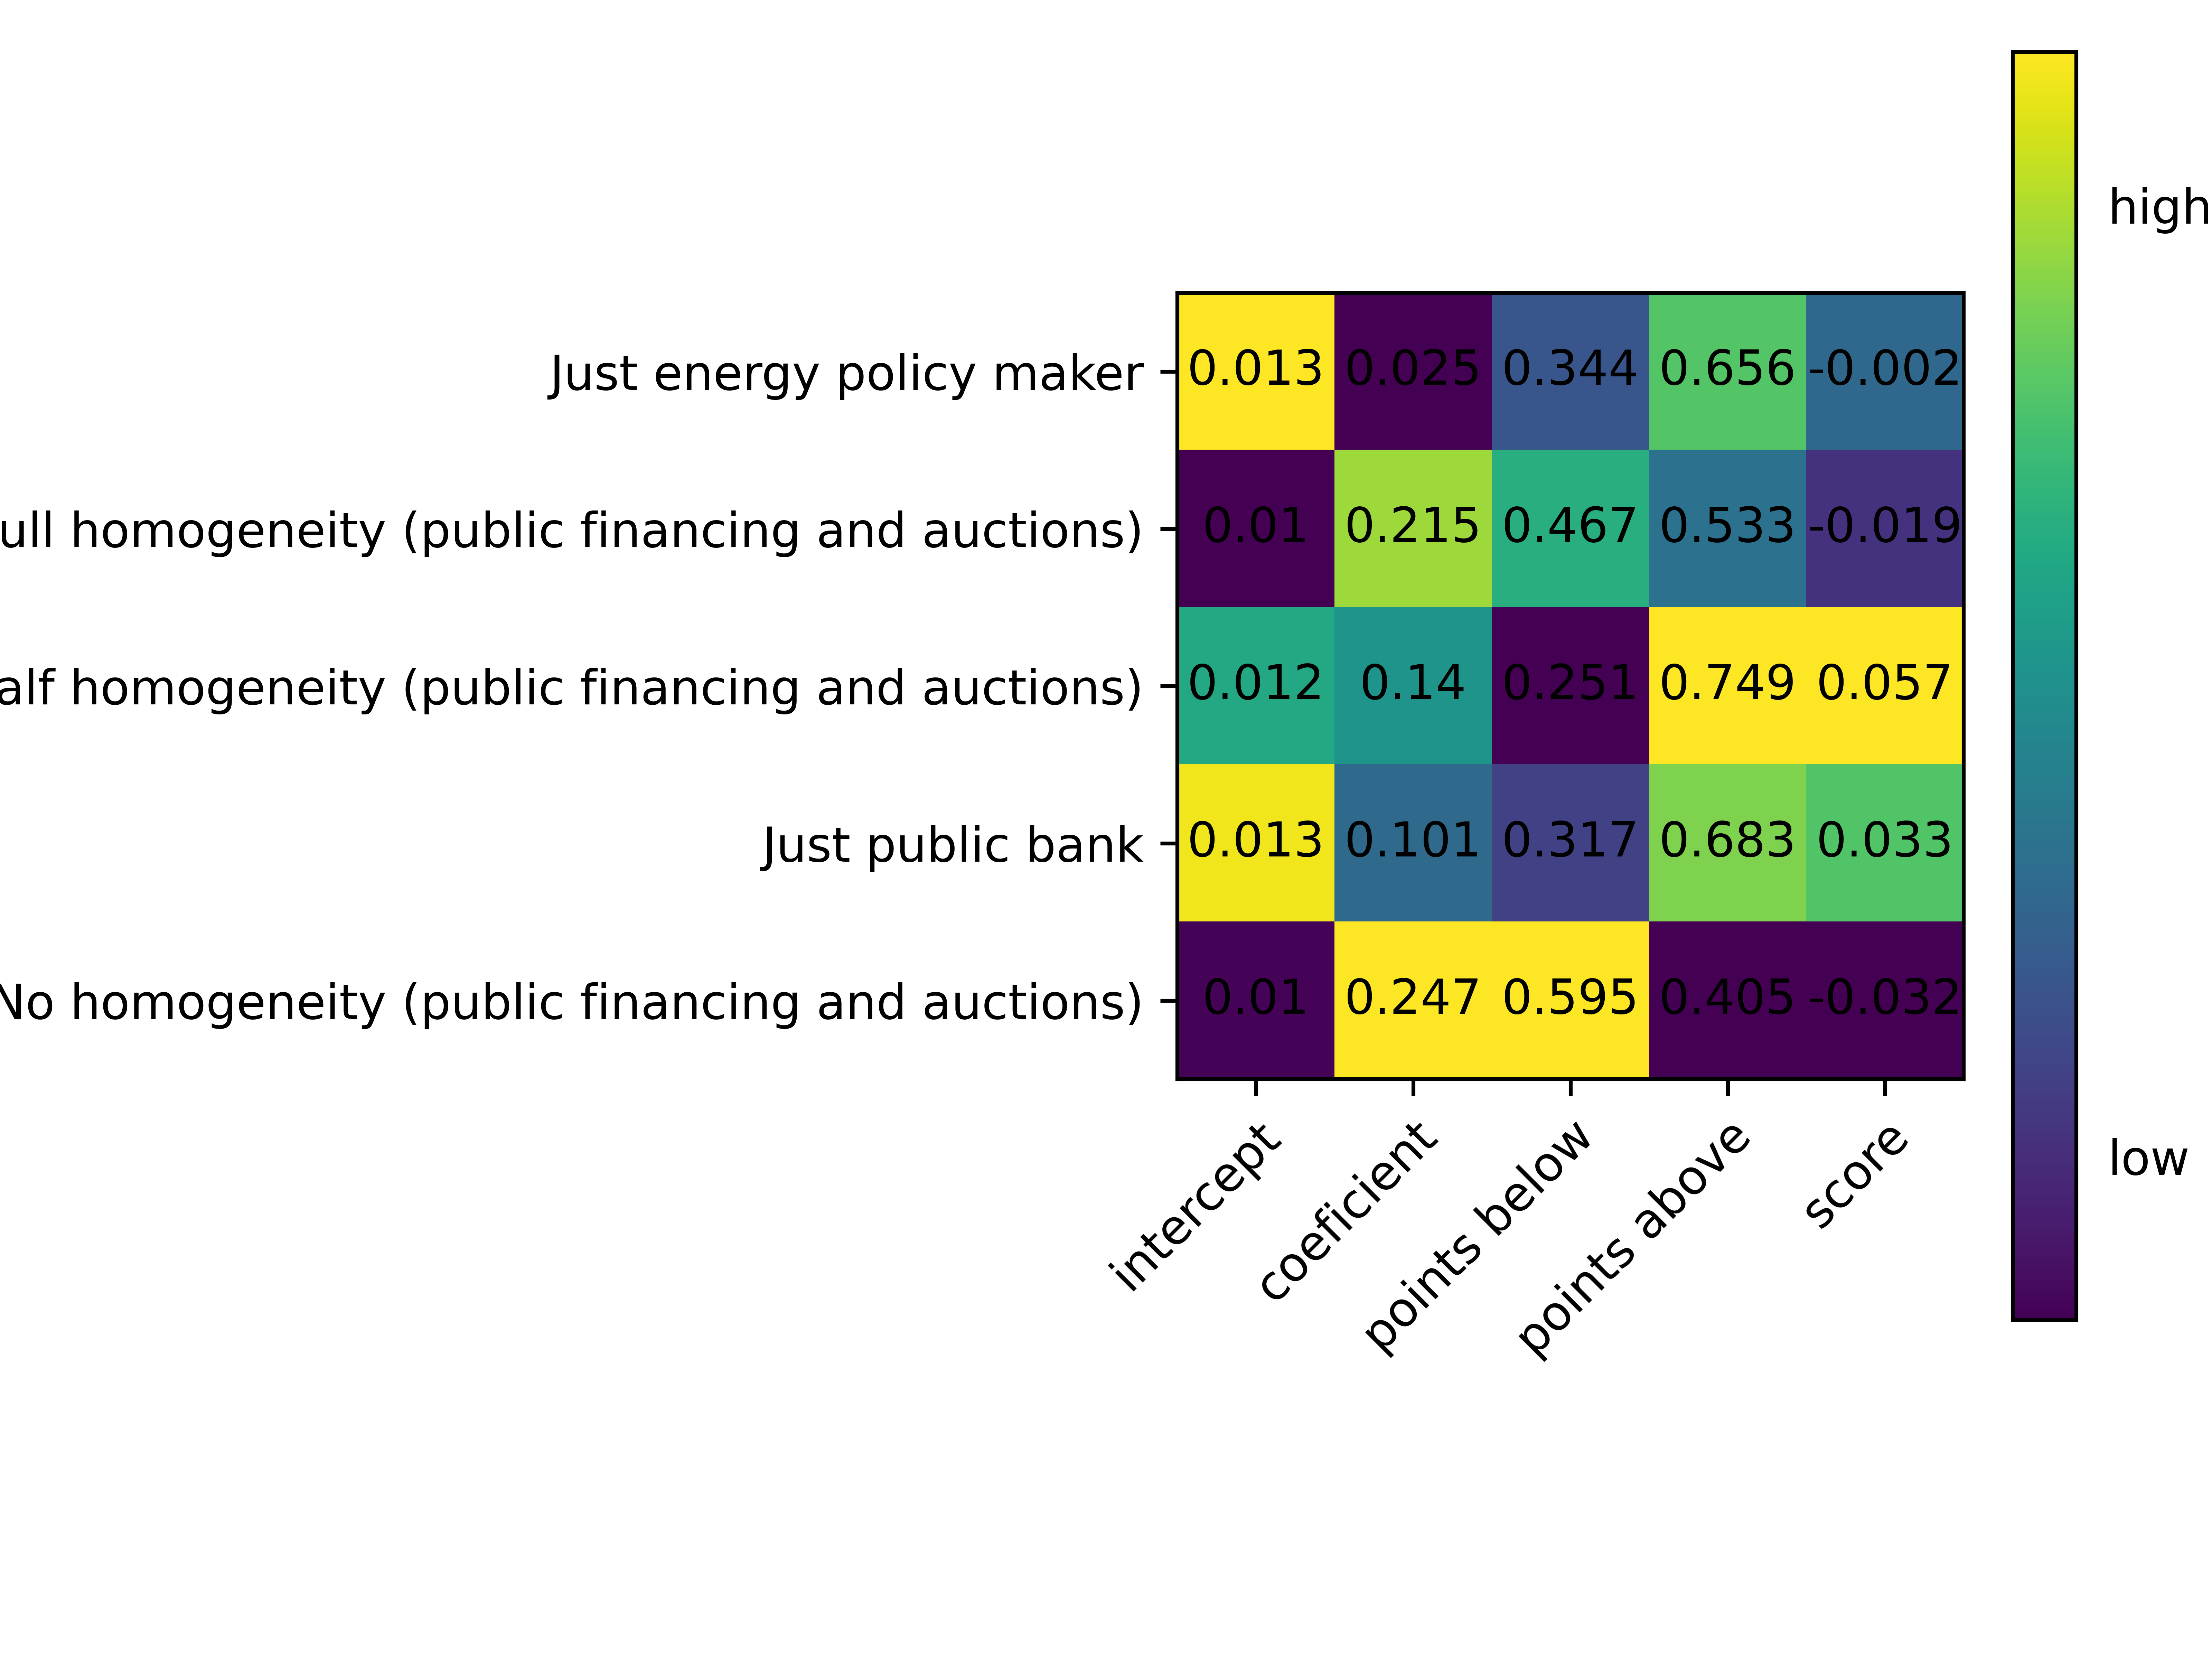 high
Just energy policy maker 0.013 0.025 0.344 0.656 -0.002
ull homogeneity (public financing and auctions) 0.01 0.215 0.467 0.533 -0.019
alf homogeneity (public financing and auctions) 0.012 0.14 0.251 0.749 0.057
Just public bank 0.013 0.101 0.317 0.683 0.033
No homogeneity (public financing and auctions) 0.01 0.247 0.595 0.405 -0.032
low
intercept coeficient points below points above score